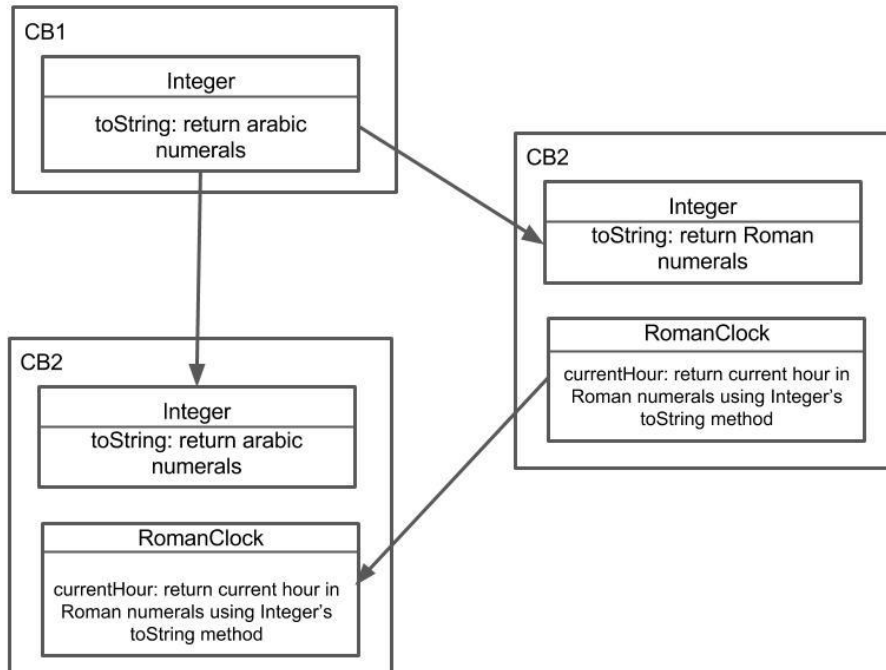 CB1
Integer
toString: return arabic
numerals
CB2
Integer
toString: return Roman
numerals
RomanClock
currentHour: return current hour in
Roman numerals using Integer's
toString method
CB2
Integer
toString: return arabic
numerals
RomanClock
currentHour: return current hour in
Roman numerals using Integer's
toString method